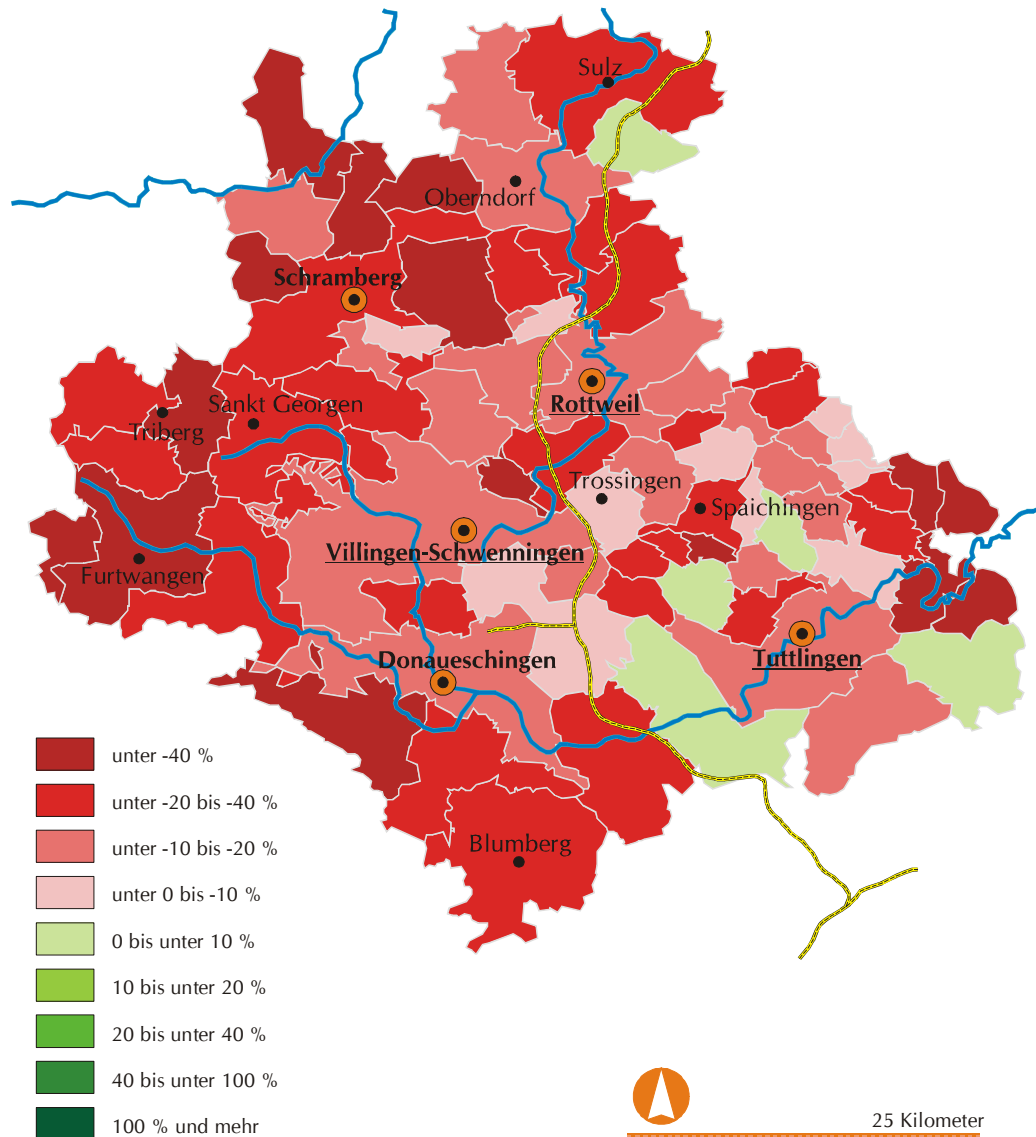 Sulz
Oberndorf
Schramberg
Rottweil
Sankt Georgen
Triberg
Trossingen
Spaichingen
Villingen-Schwenningen
Furtwangen
Tuttlingen
Donaueschingen
Blumberg
unter -40 %
unter -20 bis -40 %
unter -10 bis -20 %
unter 0 bis -10 %
0 bis unter 10 %
10 bis unter 20 %
20 bis unter 40 %
40 bis unter 100 %
100 % und mehr
25 Kilometer